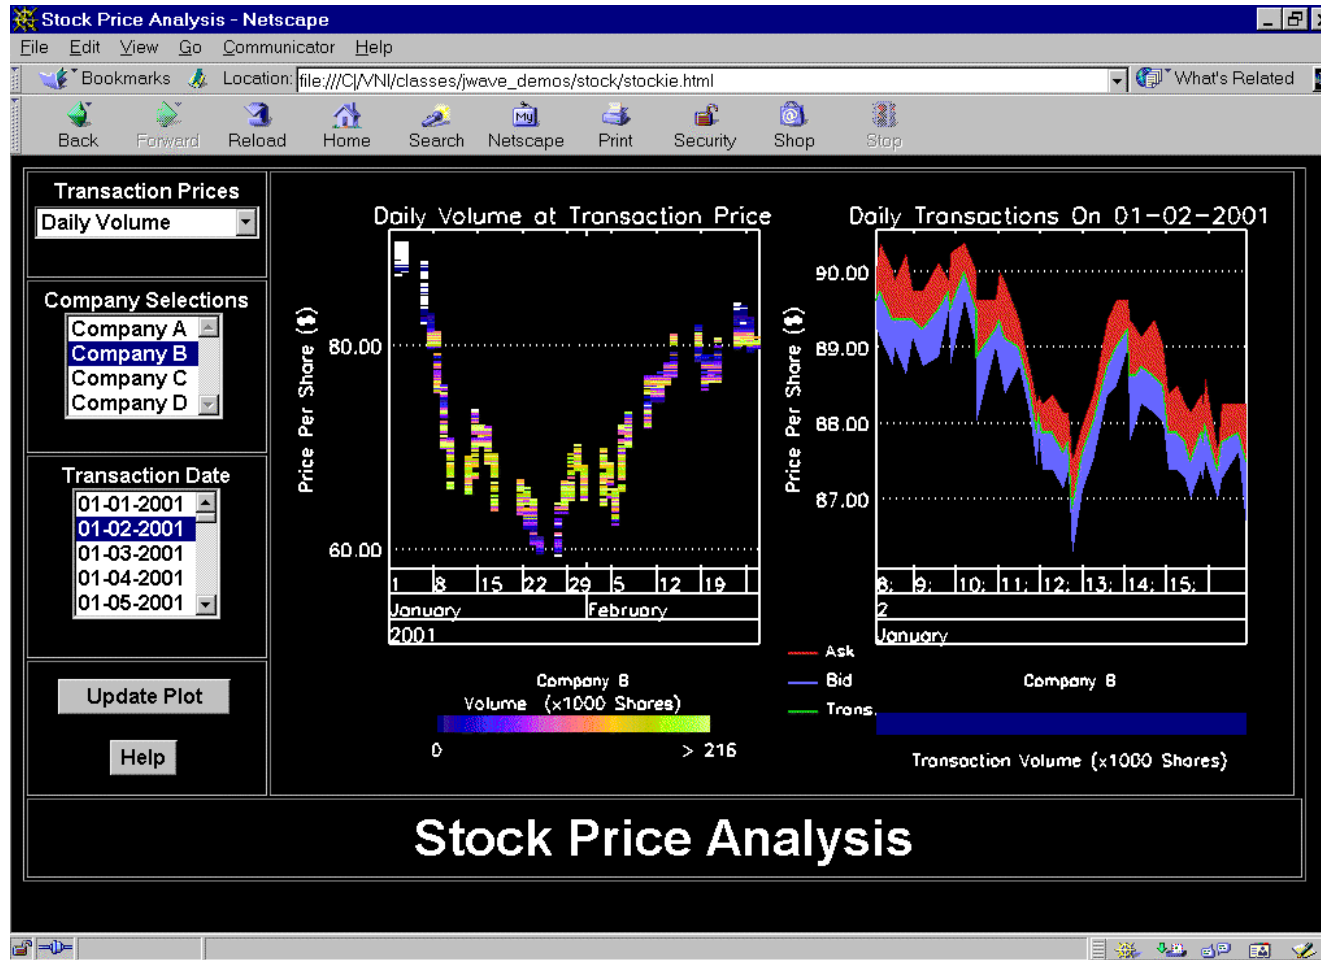 Stock Price Analysis - Netscape
File Edit View Go Communicator Help
Bookmarks Location: file:///C|/VNI/classes/jwave_demos/stock/stockie.html What's Related
Back Forward Reload Home Search My Netscape Print Security Shop Stop
Transaction Prices
Daily Volume
Company Selections
Company A
Company B
Company C
Company D
Transaction Date
01-01-2001
01-02-2001
01-03-2001
01-04-2001
01-05-2001
Update Plot
Help
Daily Volume at Transaction Price
Price Per Share ($)
80.00
60.00
1 8 15 22 29 5 12 19
January February
2001
Company B
Volume (x1000 Shares)
0 > 216
Daily Transactions On 01-02-2001
Price Per Share ($)
90.00
89.00
88.00
87.00
8: 9: 10: 11: 12: 13: 14: 15:
2
January
Ask
Bid
Trans.
Company B
Transaction Volume (x1000 Shares)
Stock Price Analysis